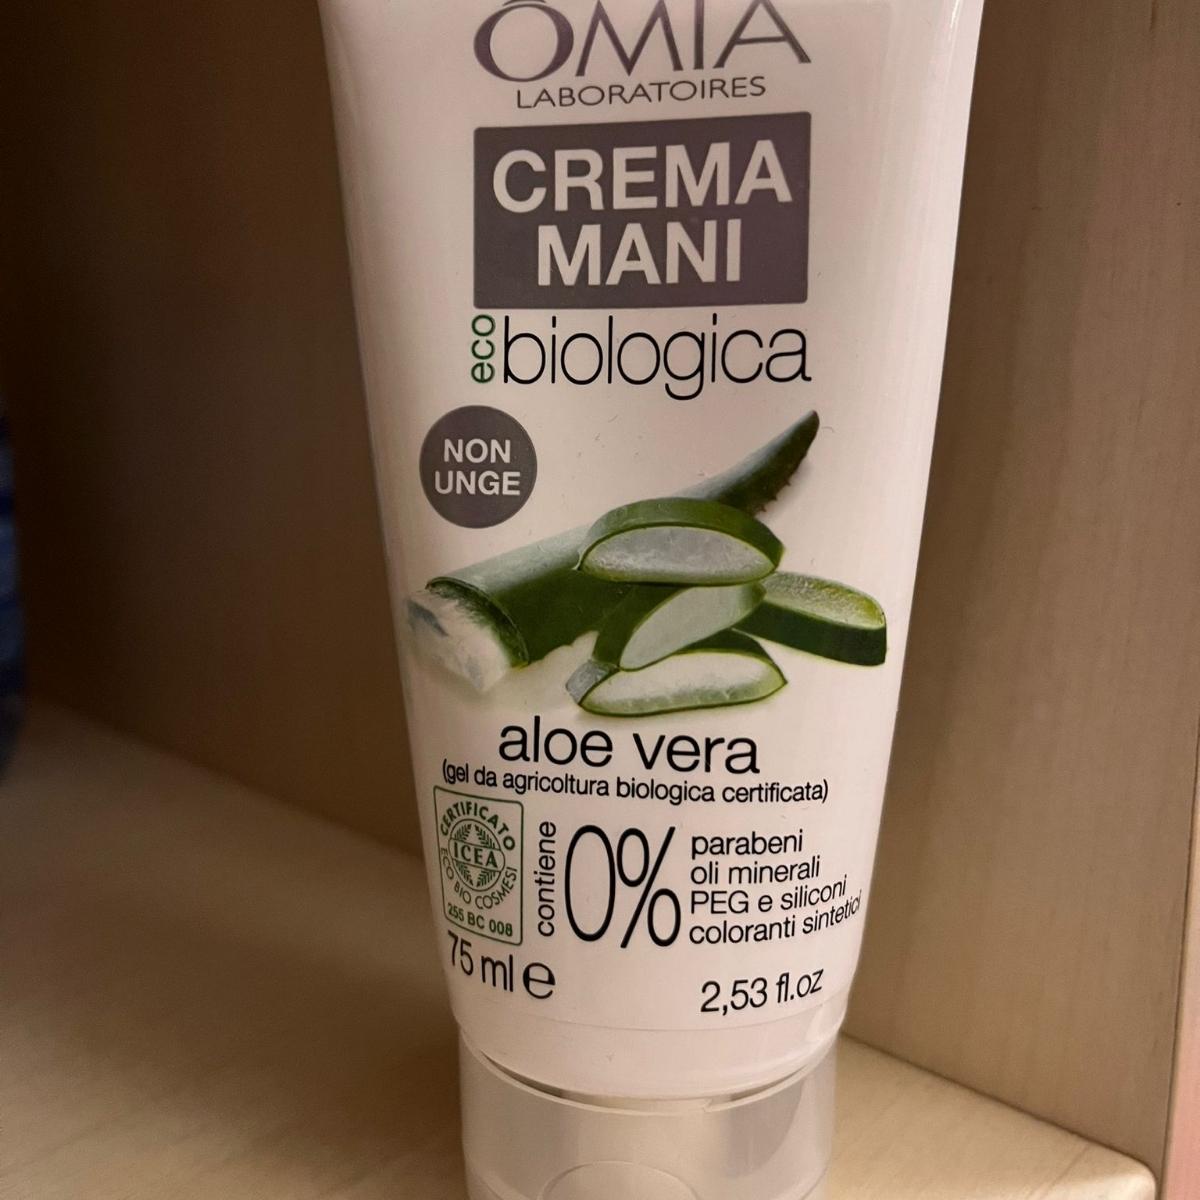 ÔMIA
LABORATOIRES
CREMA
MANI
eco
biologica
NON
UNGE
aloe vera
(gel da agricoltura biologica certificata)
CERTIFICATO
ICEA
ECO BIO COSMESI
255 BC 008
contiene
0%
parabeni
oli minerali
PEG e siliconi
coloranti sintetici
75 ml e
2,53 fl.oz